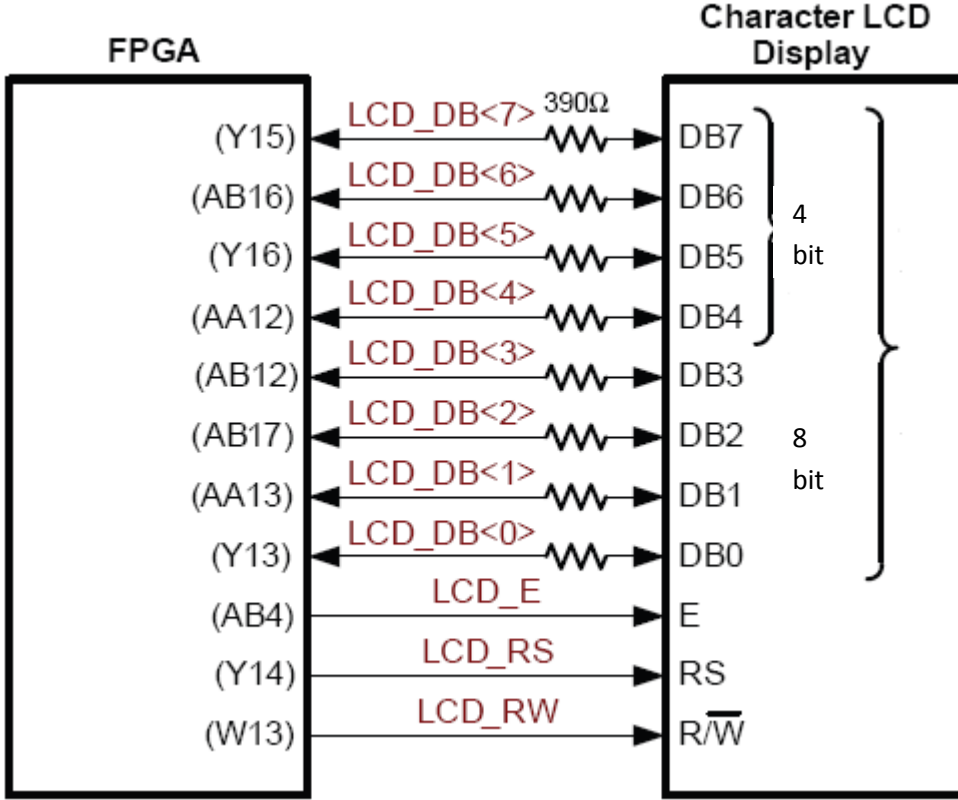 Character LCD
Display
FPGA
390Ω
(Y15) LCD_DB<7> DB7
(AB16) LCD_DB<6> DB6
(Y16) LCD_DB<5> DB5
(AA12) LCD_DB<4> DB4
4
bit
(AB12) LCD_DB<3> DB3
(AB17) LCD_DB<2> DB2
(AA13) LCD_DB<1> DB1
(Y13) LCD_DB<0> DB0
8
bit
(AB4) LCD_E E
(Y14) LCD_RS RS
(W13) LCD_RW R/W̅